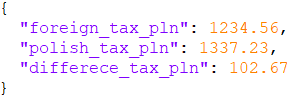 {
"foreign_tax_pln": 1234.56,
"polish_tax_pln": 1337.23,
"differece_tax_pln": 102.67
}